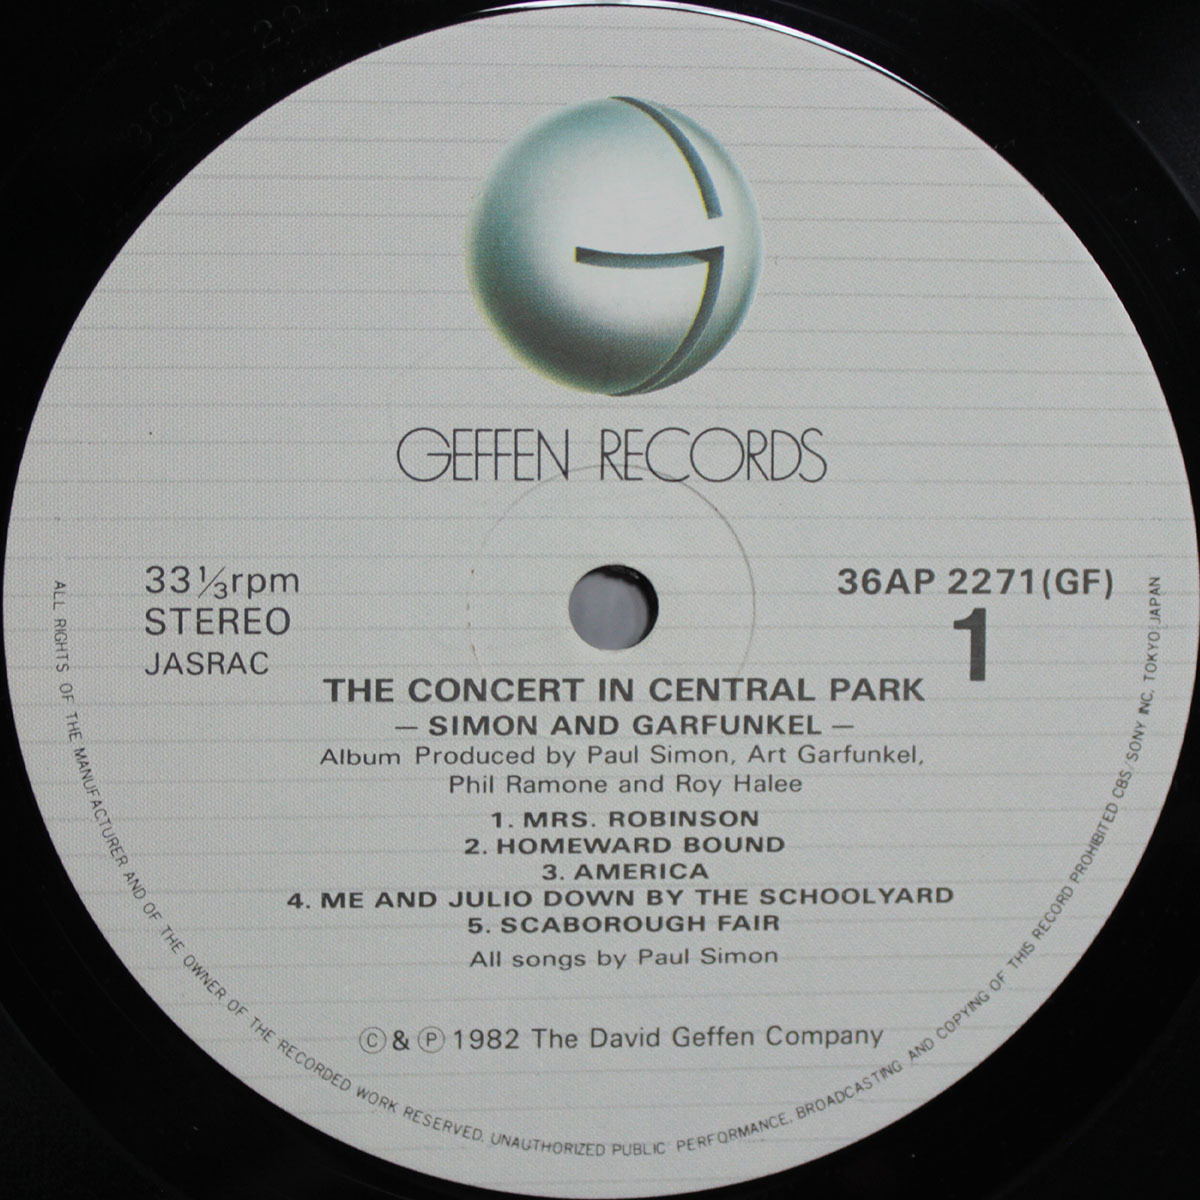 GEFFEN RECORDS
33⅓rpm
STEREO
JASRAC
36AP 2271(GF)
1
THE CONCERT IN CENTRAL PARK
— SIMON AND GARFUNKEL —
Album Produced by Paul Simon, Art Garfunkel,
Phil Ramone and Roy Halee
1. MRS. ROBINSON
2. HOMEWARD BOUND
3. AMERICA
4. ME AND JULIO DOWN BY THE SCHOOLYARD
5. SCABOROUGH FAIR
All songs by Paul Simon
Ⓒ & Ⓟ 1982 The David Geffen Company
ALL RIGHTS OF THE MANUFACTURER AND OF THE OWNER OF THE RECORDED WORK RESERVED. UNAUTHORIZED PUBLIC PERFORMANCE, BROADCASTING AND COPYING OF THIS RECORD PROHIBITED CBS/SONY INC. TOKYO JAPAN